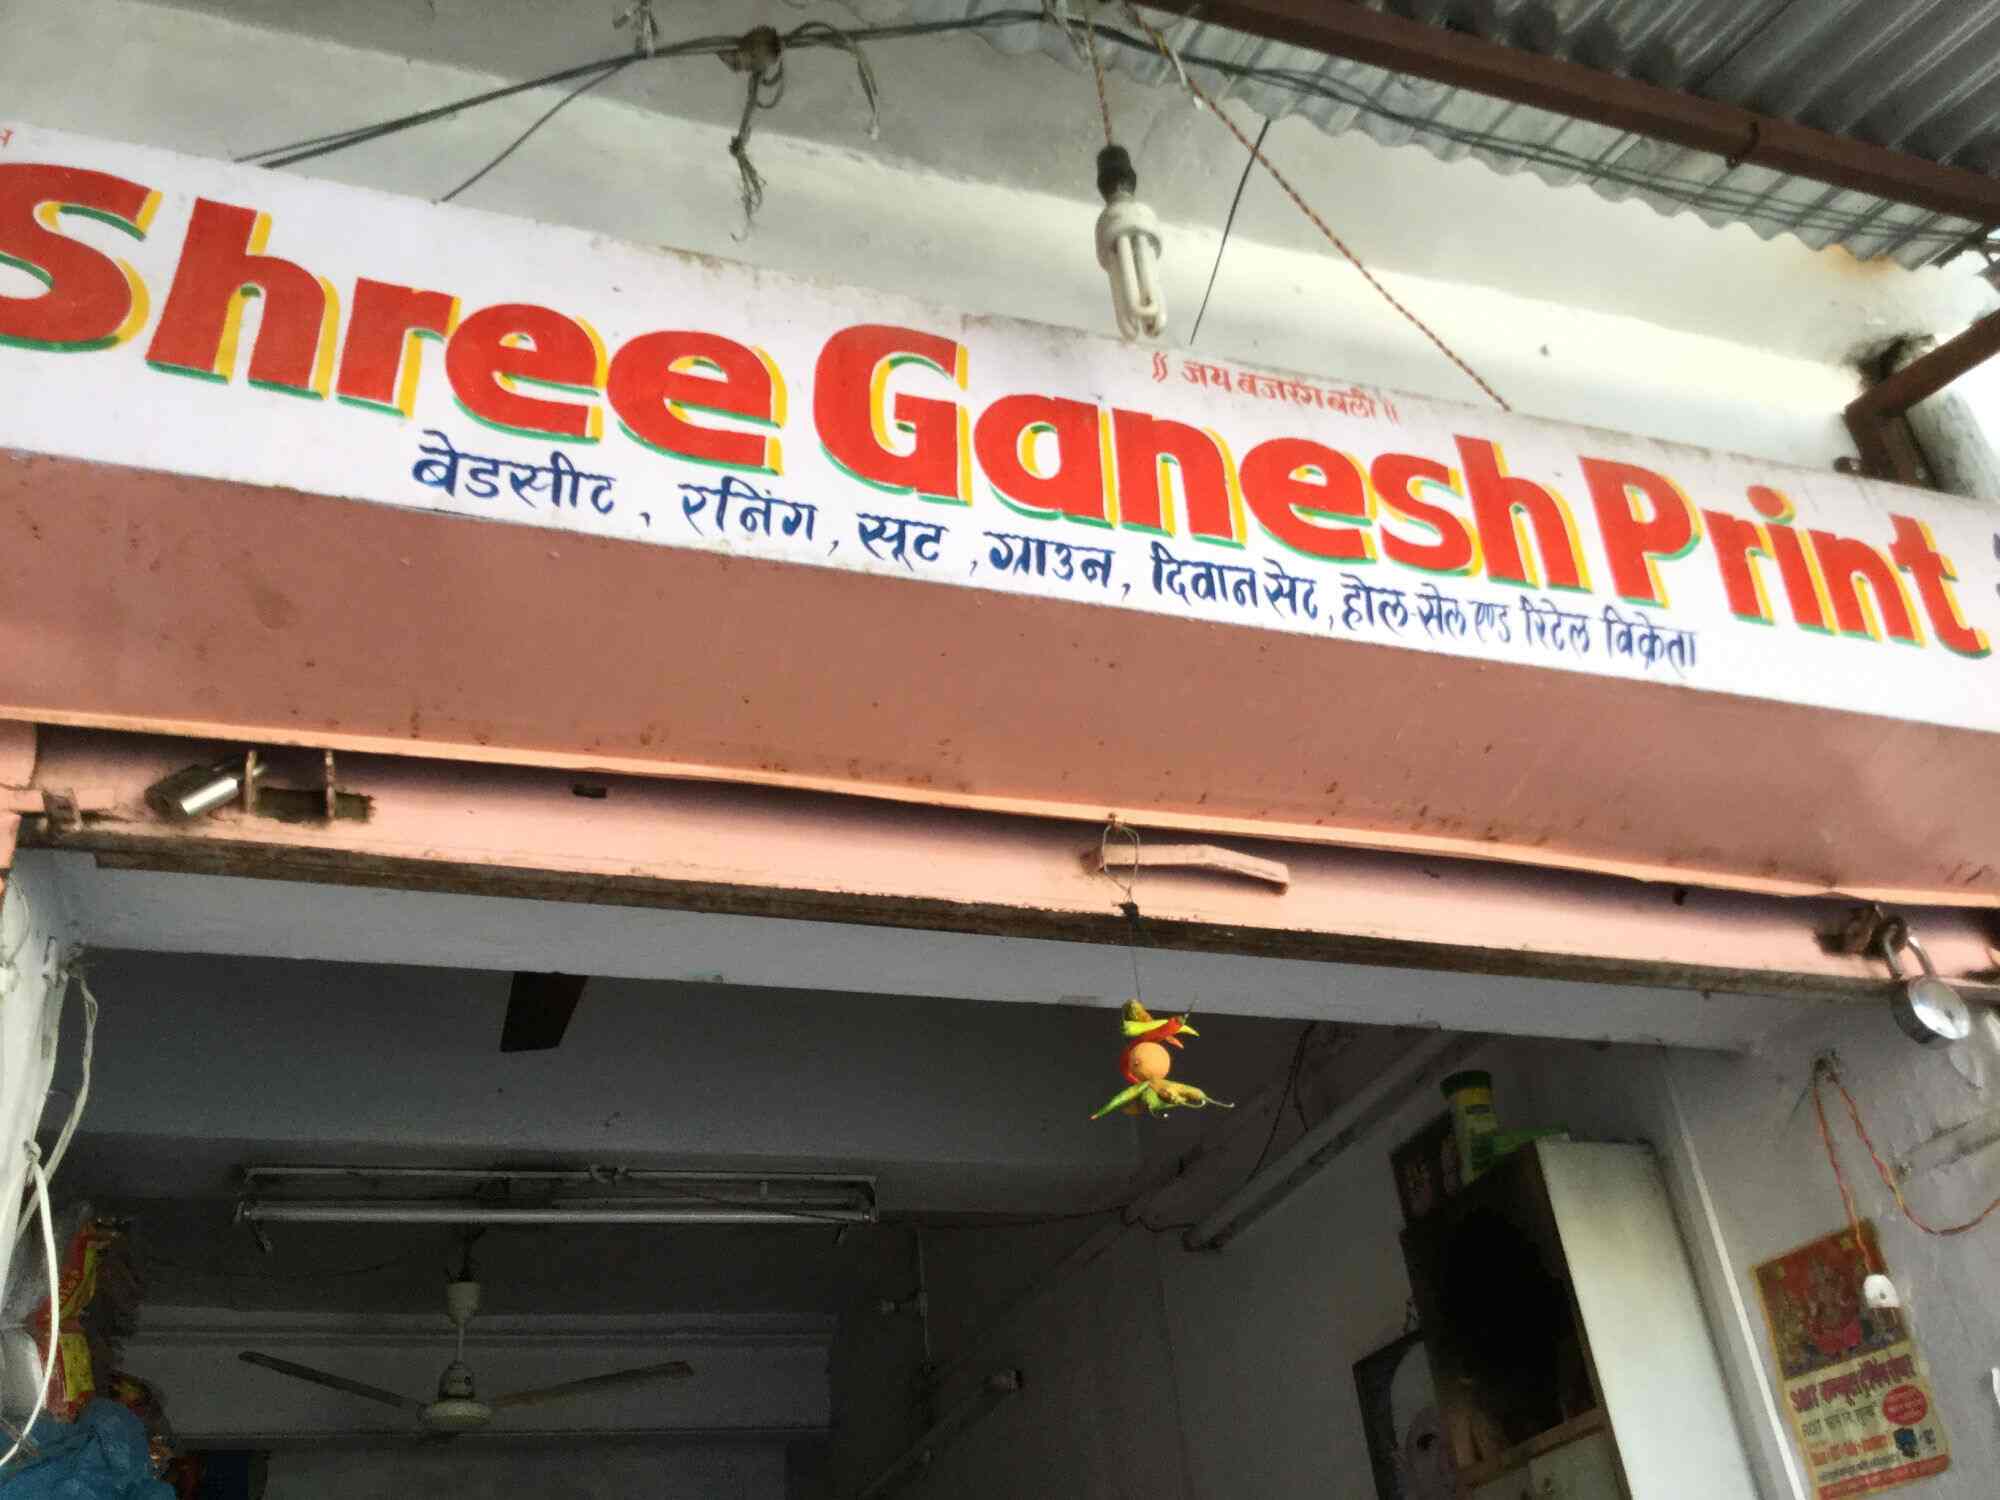 ॥ जय बजरंग बली ॥
Shree Ganesh Print
बेडसीट, रनिंग, सूट, ग्राउन, दिवान सेट, होल सेल एण्ड रिटेल विक्रेता